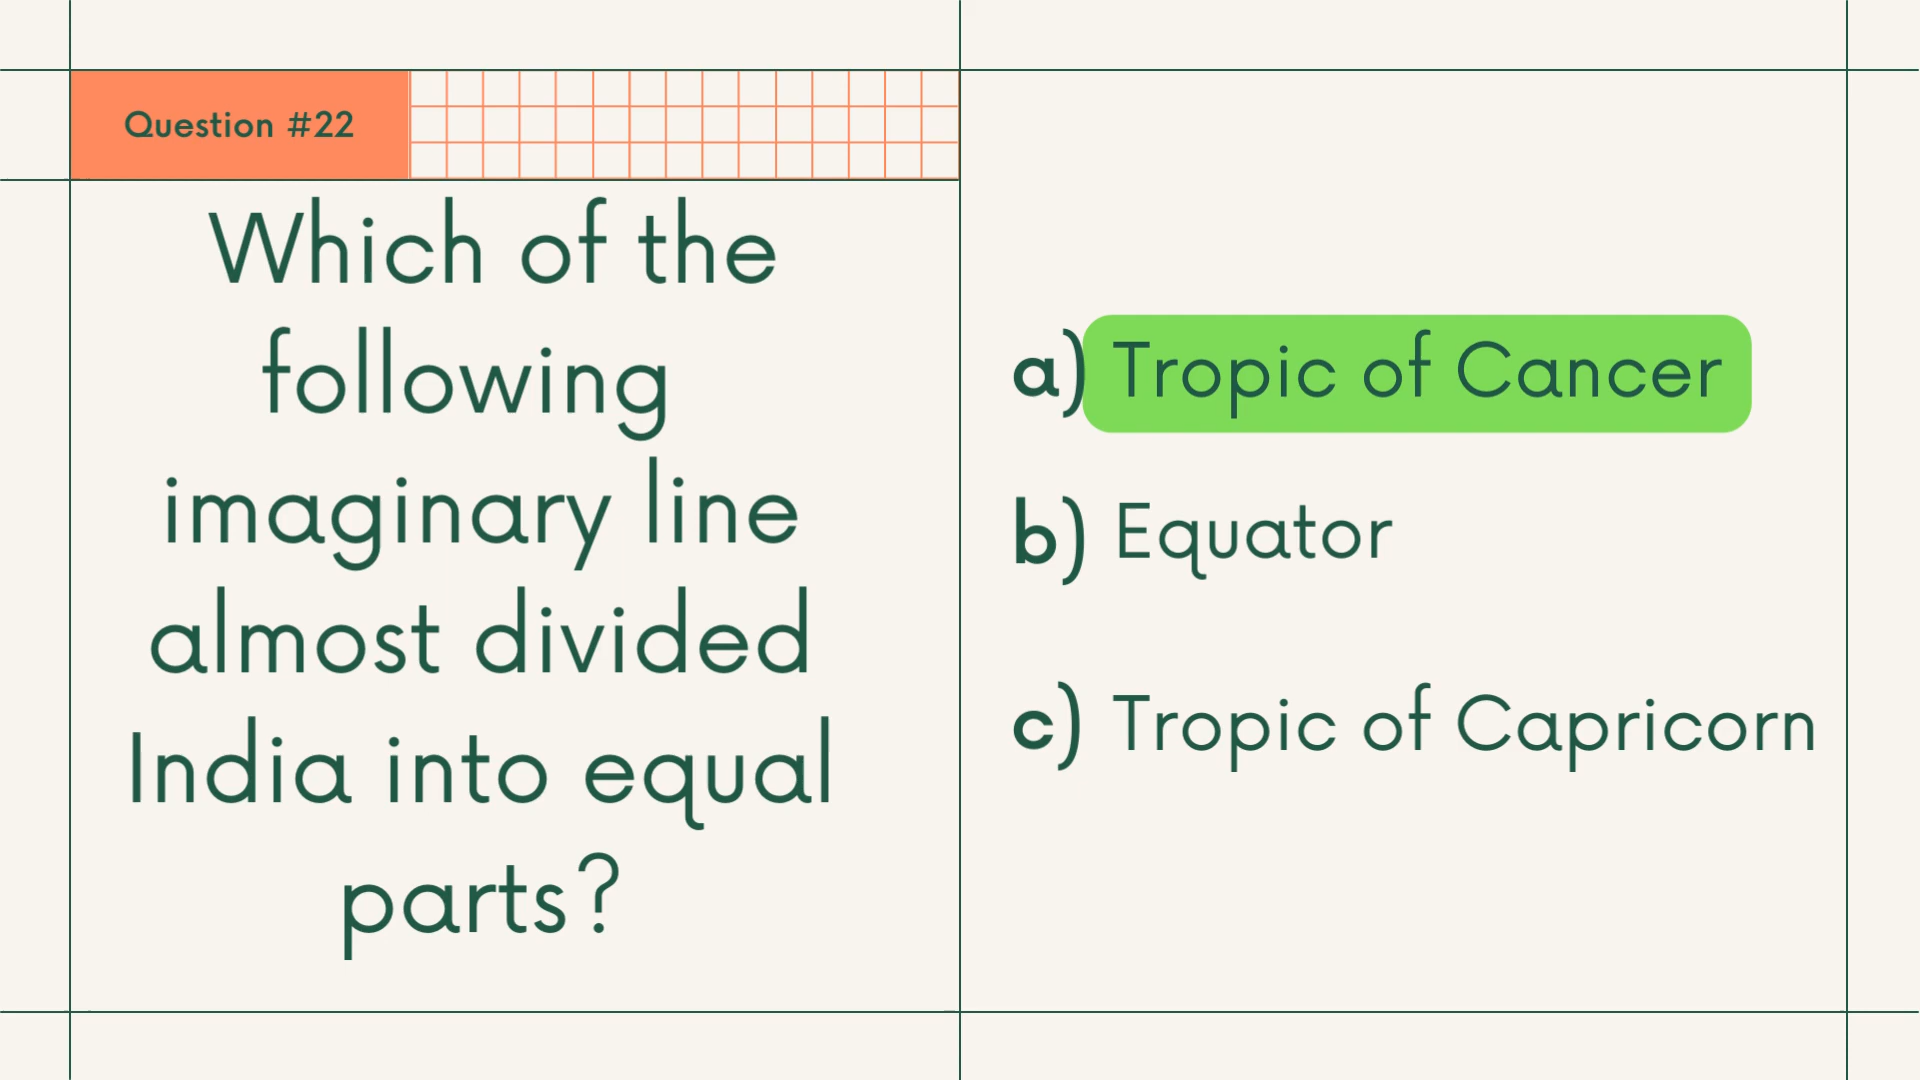 Question #22
Which of the
following
imaginary line
almost divided
India into equal
parts?
a) Tropic of Cancer
b) Equator
c) Tropic of Capricorn